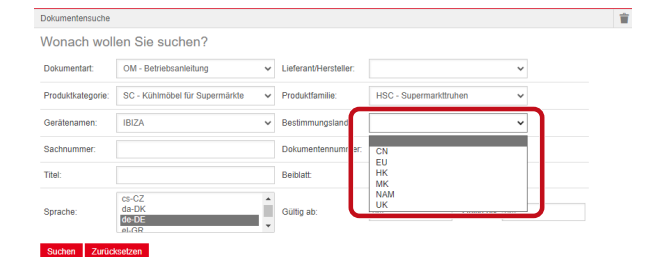 Dokumentensuche
Wonach wollen Sie suchen?
Dokumentart: OM - Betriebsanleitung Lieferant/Hersteller:
Produktkategorie: SC - Kühlmöbel für Supermärkte Produktfamilie: HSC - Supermarkttruhen
Gerätenamen: IBIZA Bestimmungsland
Sachnummer: Dokumentennummer:
CN
EU
HK
MK
NAM
UK
Titel: Beiblatt:
Sprache: cs-CZ
da-DK
de-DE
el-GR
Gültig ab:
Suchen Zurücksetzen